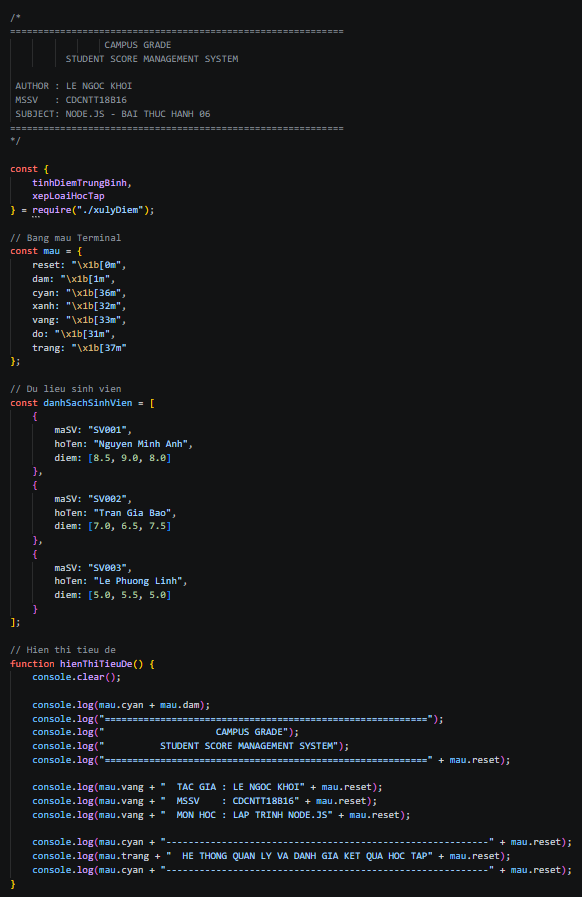 /*
============================================================
CAMPUS GRADE
STUDENT SCORE MANAGEMENT SYSTEM
AUTHOR : LE NGOC KHOI
MSSV   : CDCNTT18B16
SUBJECT: NODE.JS - BAI THUC HANH 06
============================================================
*/
const {
    tinhDiemTrungBinh,
    xepLoaiHocTap
} = require("./xulyDiem");
// Bang mau Terminal
const mau = {
    reset: "\x1b[0m",
    dam: "\x1b[1m",
    cyan: "\x1b[36m",
    xanh: "\x1b[32m",
    vang: "\x1b[33m",
    do: "\x1b[31m",
    trang: "\x1b[37m"
};
// Du lieu sinh vien
const danhSachSinhVien = [
    {
        maSV: "SV001",
        hoTen: "Nguyen Minh Anh",
        diem: [8.5, 9.0, 8.0]
    },
    {
        maSV: "SV002",
        hoTen: "Tran Gia Bao",
        diem: [7.0, 6.5, 7.5]
    },
    {
        maSV: "SV003",
        hoTen: "Le Phuong Linh",
        diem: [5.0, 5.5, 5.0]
    }
];
// Hien thi tieu de
function hienThiTieuDe() {
    console.clear();
    console.log(mau.cyan + mau.dam);
    console.log("==========================================================");
    console.log("                    CAMPUS GRADE");
    console.log("          STUDENT SCORE MANAGEMENT SYSTEM");
    console.log("==========================================================" + mau.reset);
    console.log(mau.vang + "  TAC GIA : LE NGOC KHOI" + mau.reset);
    console.log(mau.vang + "  MSSV    : CDCNTT18B16" + mau.reset);
    console.log(mau.vang + "  MON HOC : LAP TRINH NODE.JS" + mau.reset);
    console.log(mau.cyan + "----------------------------------------------------------" + mau.reset);
    console.log(mau.trang + "  HE THONG QUAN LY VA DANH GIA KET QUA HOC TAP" + mau.reset);
    console.log(mau.cyan + "----------------------------------------------------------" + mau.reset);
}